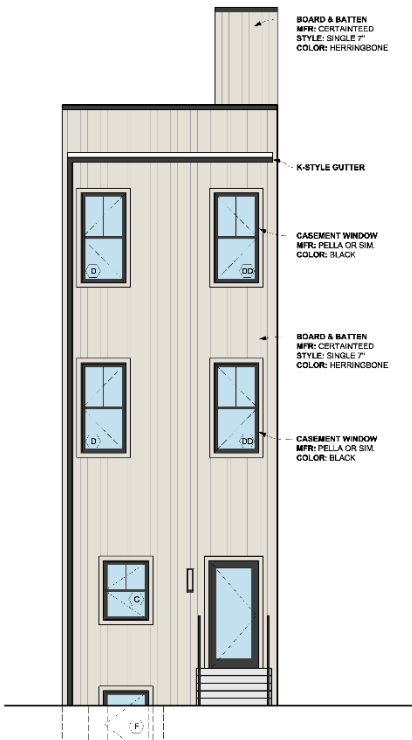 BOARD & BATTEN
MFR: CERTAINTEED
STYLE: SINGLE 7"
COLOR: HERRINGBONE
K-STYLE GUTTER
CASEMENT WINDOW
MFR: PELLA OR SIM.
COLOR: BLACK
D
DD
BOARD & BATTEN
MFR: CERTAINTEED
STYLE: SINGLE 7"
COLOR: HERRINGBONE
CASEMENT WINDOW
MFR: PELLA OR SIM.
COLOR: BLACK
D
DD
C
F